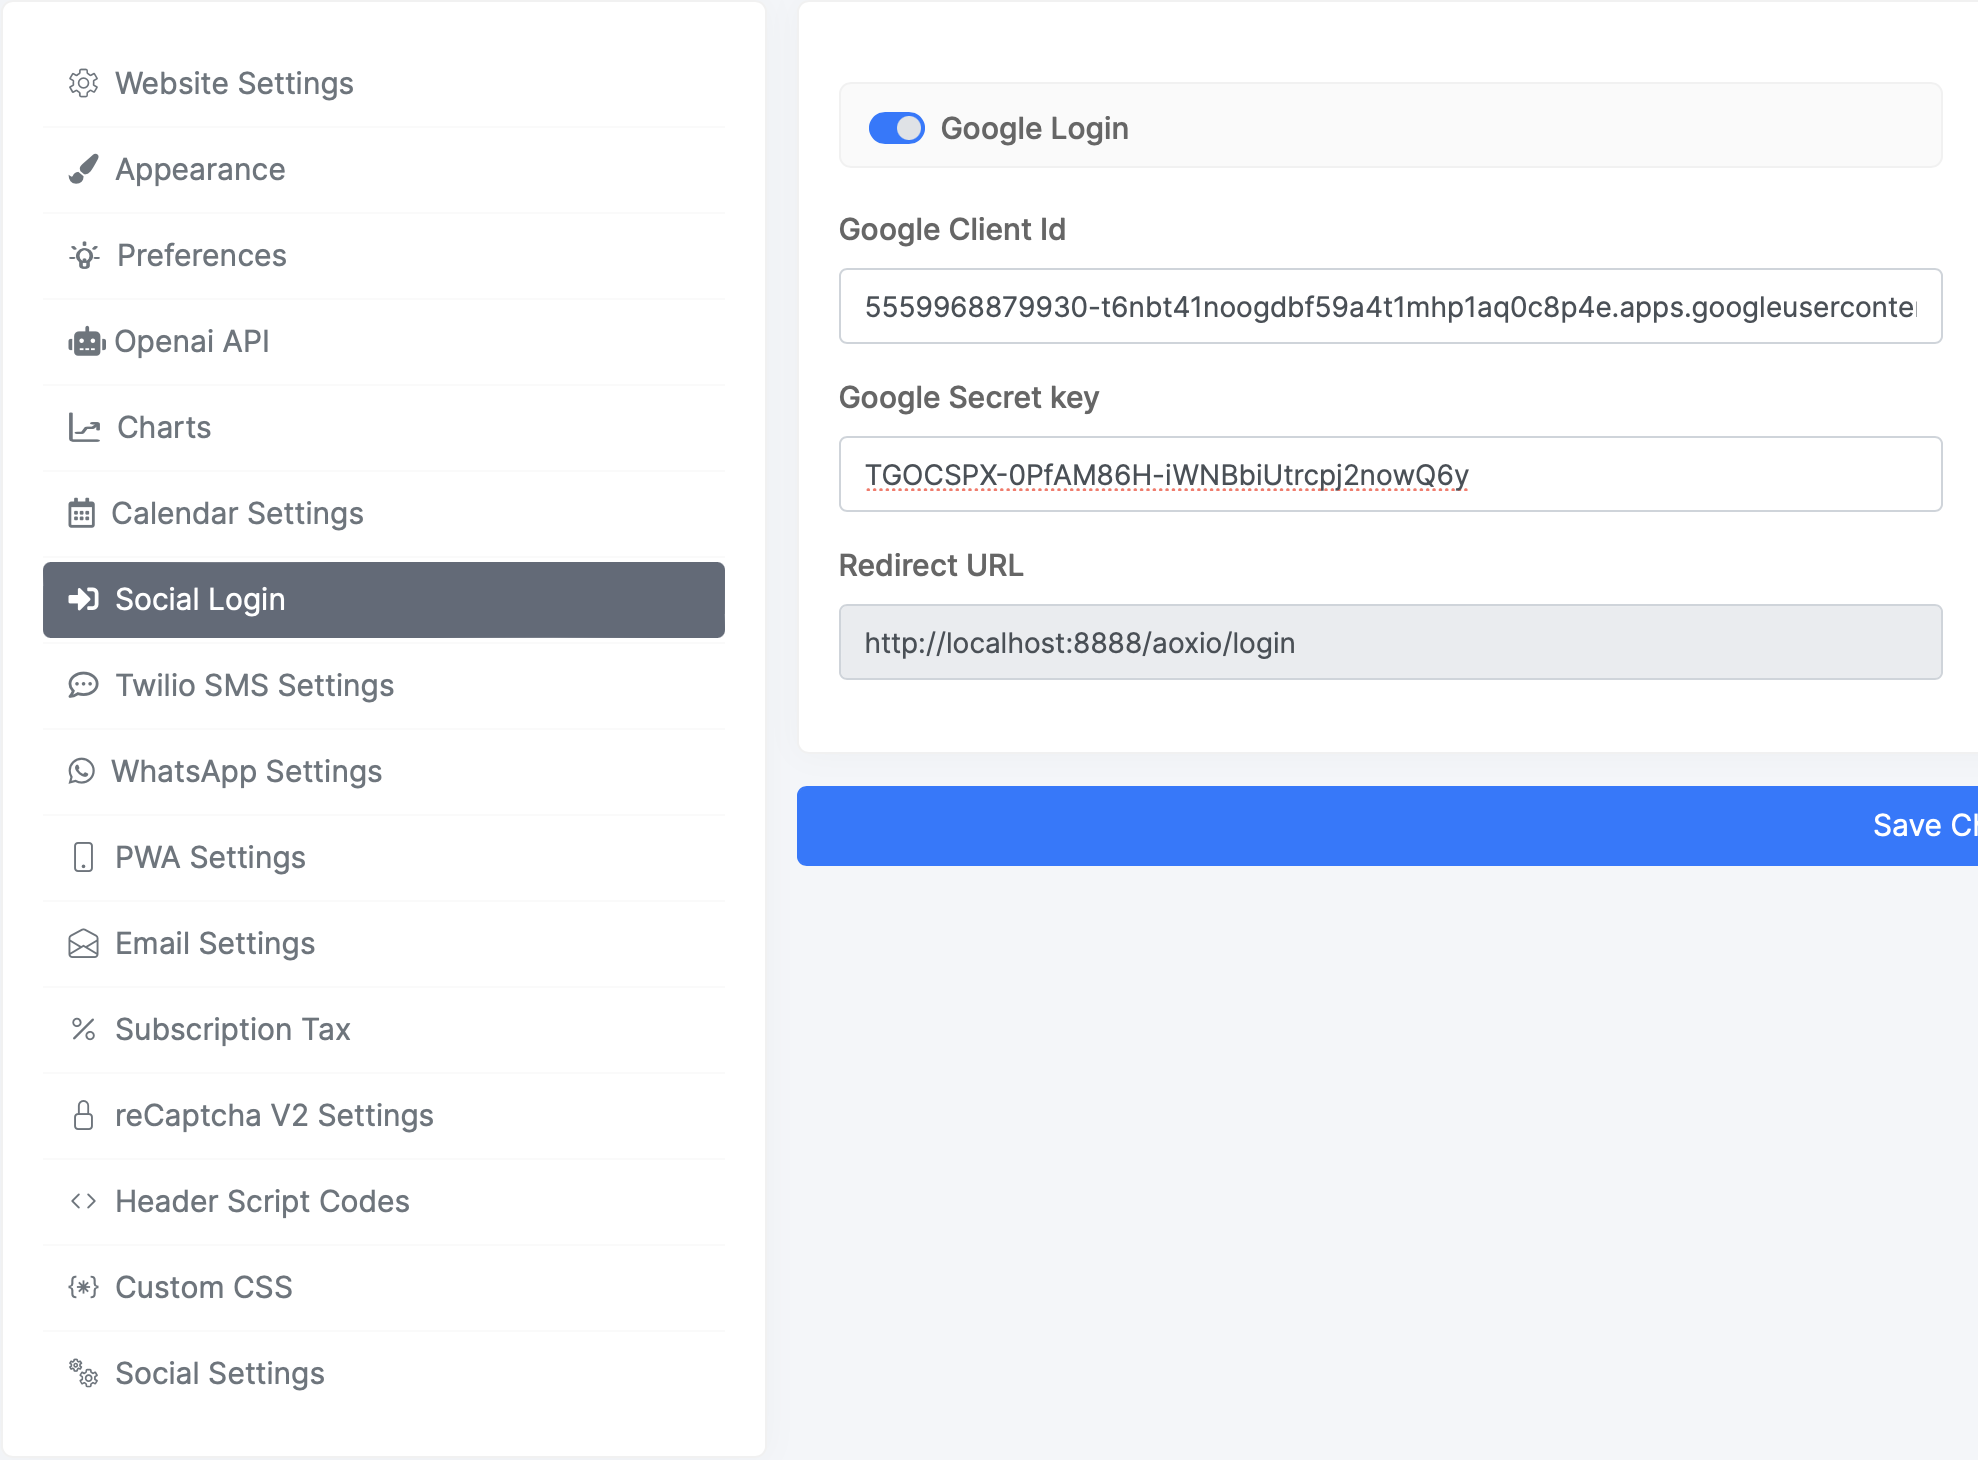 Website Settings
Appearance
Preferences
Openai API
Charts
Calendar Settings
Social Login
Twilio SMS Settings
WhatsApp Settings
PWA Settings
Email Settings
Subscription Tax
reCaptcha V2 Settings
Header Script Codes
Custom CSS
Social Settings
Google Login
Google Client Id
5559968879930-t6nbt41noogdbf59a4t1mhp1aq0c8p4e.apps.googleuserconte
Google Secret key
TGOCSPX-0PfAM86H-iWNBbiUtrcpj2nowQ6y
Redirect URL
http://localhost:8888/aoxio/login
Save